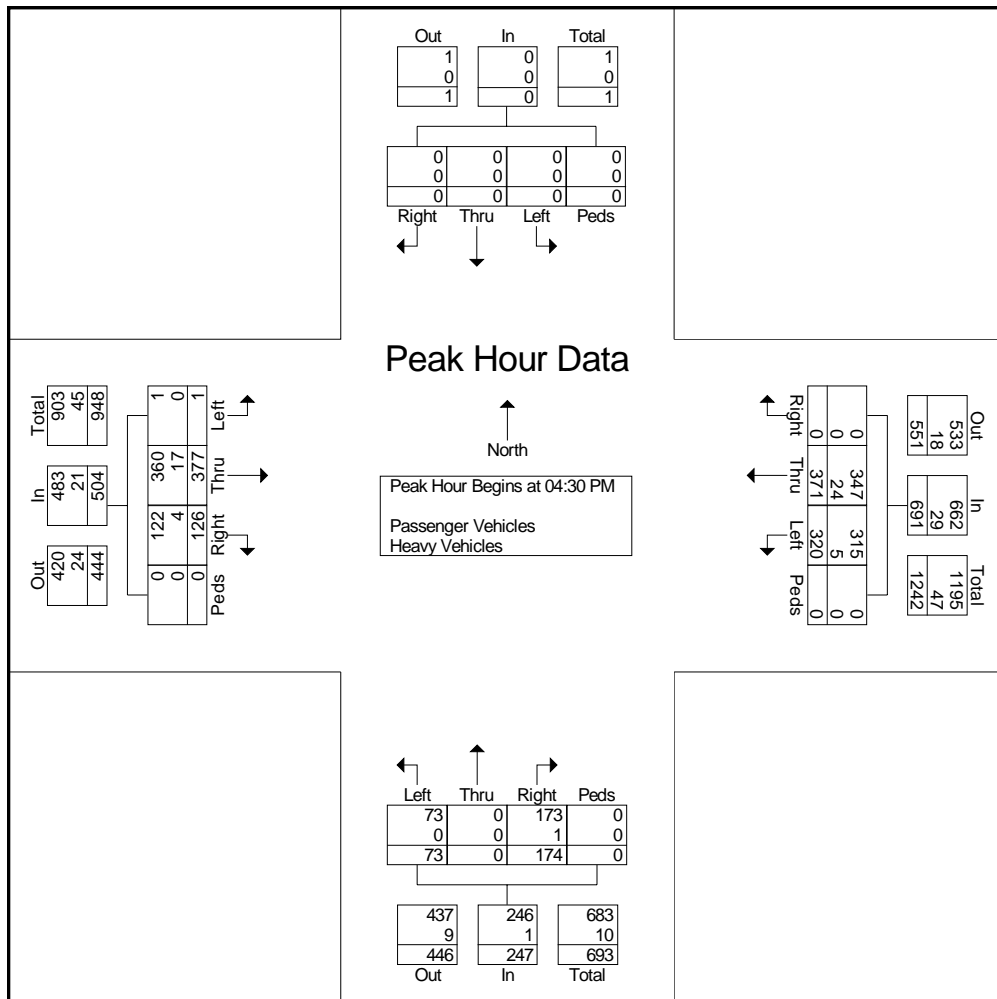 Out In Total
1 0 1
0 0 0
1 0 1
0 0 0 0
0 0 0 0
0 0 0 0
Right Thru Left Peds
Peak Hour Data
North
Peak Hour Begins at 04:30 PM
Passenger Vehicles
Heavy Vehicles
Total In Out
903 483 420
45 21 24
948 504 444
1 360 122 0
0 17 4 0
1 377 126 0
Left Thru Right Peds
Out In Total
533 662 1195
18 29 47
551 691 1242
0 347 315 0
0 24 5 0
0 371 320 0
Right Thru Left Peds
Left Thru Right Peds
73 0 173 0
0 0 1 0
73 0 174 0
437 246 683
9 1 10
446 247 693
Out In Total